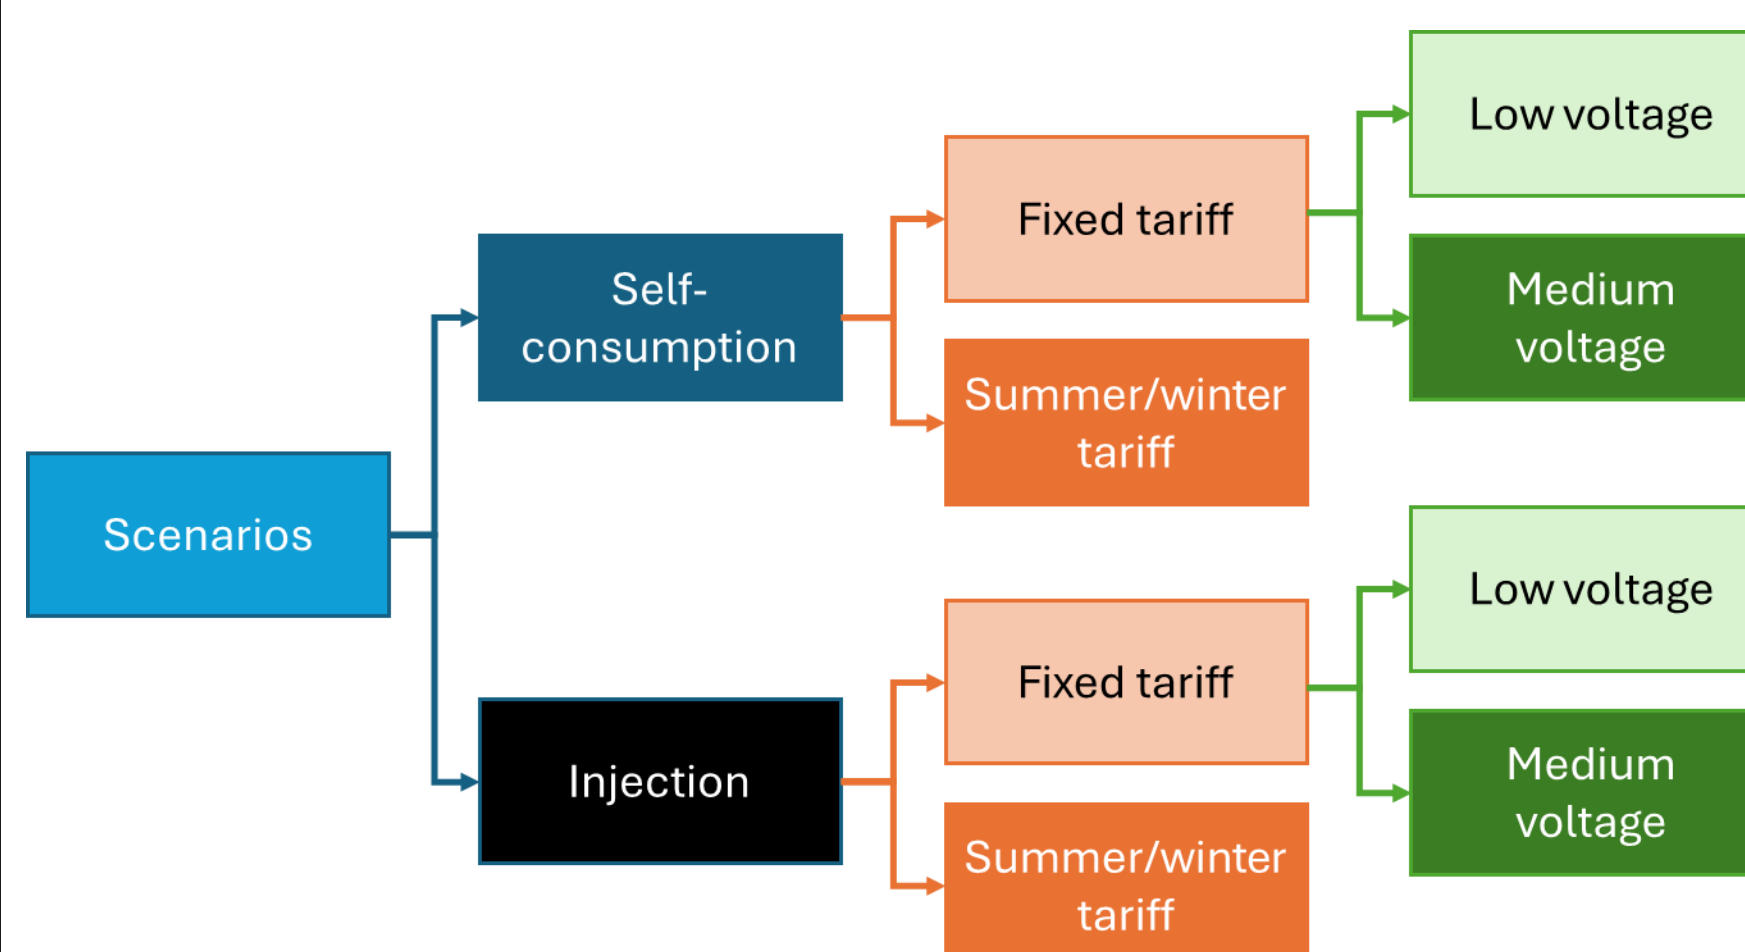 Scenarios
Self-
consumption
Fixed tariff
Low voltage
Medium
voltage
Summer/winter
tariff
Injection
Fixed tariff
Low voltage
Medium
voltage
Summer/winter
tariff